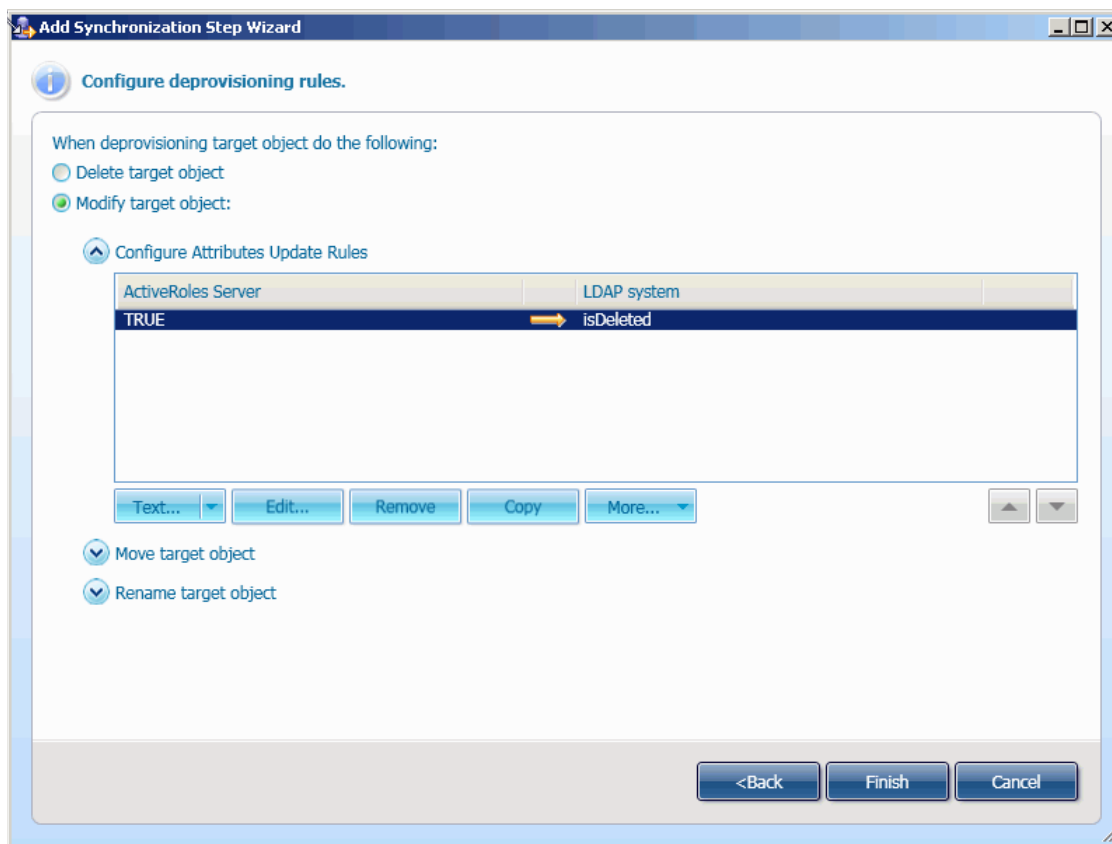 Add Synchronization Step Wizard
Configure deprovisioning rules.
When deprovisioning target object do the following:
Delete target object
Modify target object:
Configure Attributes Update Rules
ActiveRoles Server LDAP system
TRUE isDeleted
Text... Edit... Remove Copy More...
Move target object
Rename target object
<Back Finish Cancel